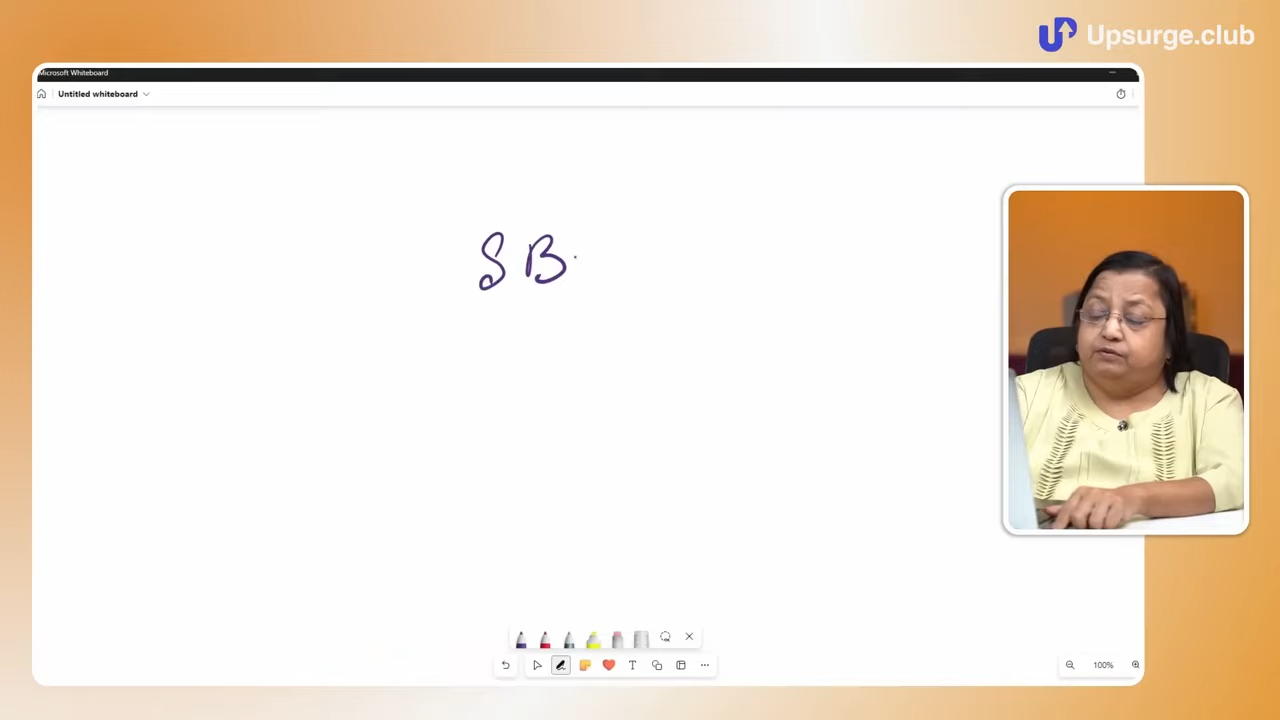 Upsurge.club
Microsoft Whiteboard
Untitled whiteboard
S B
T
100%